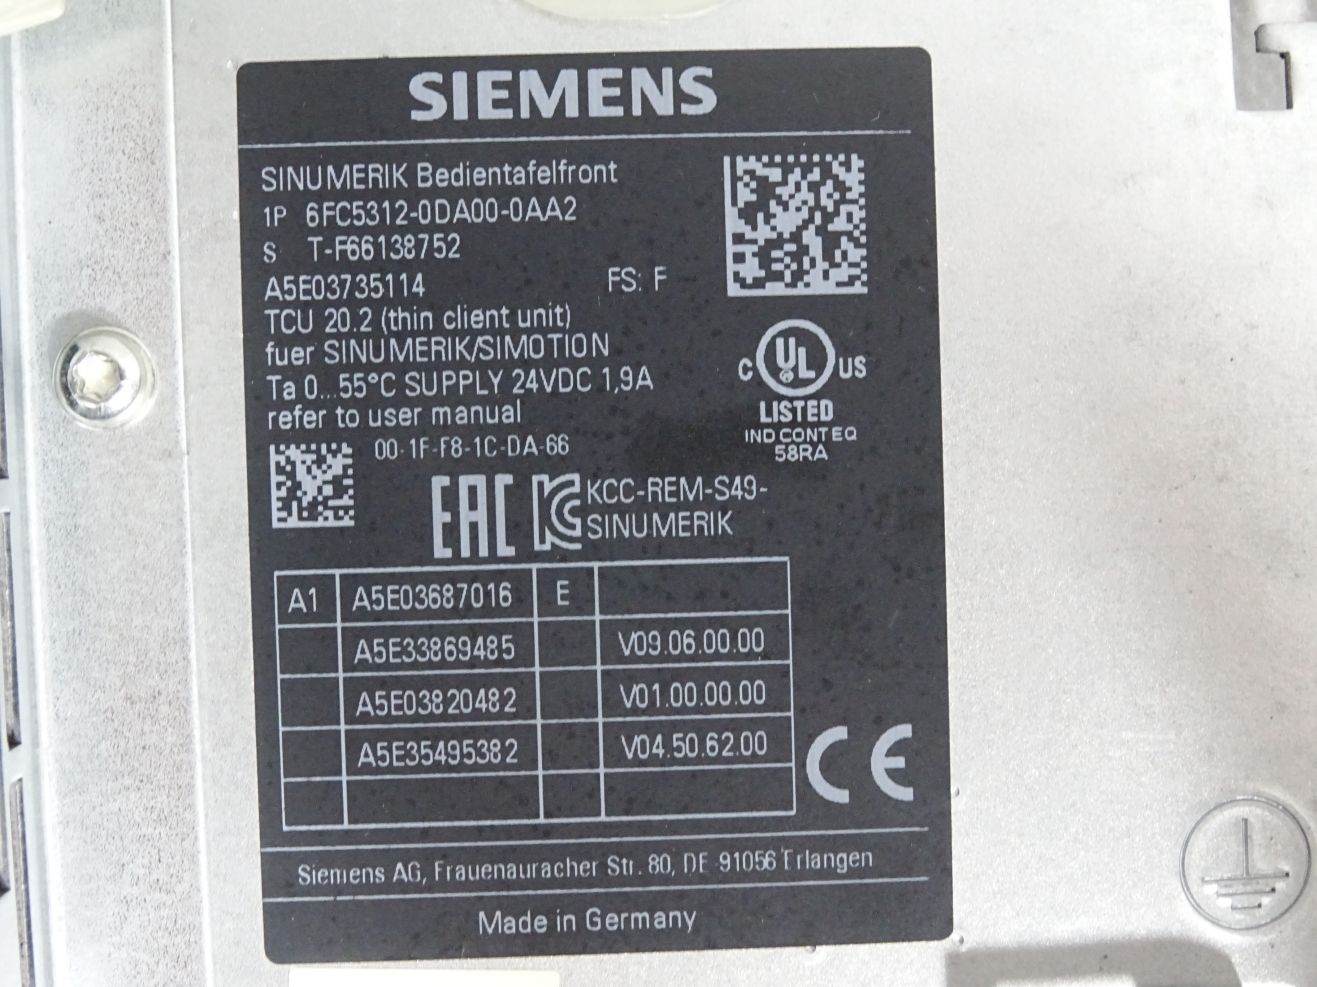 SIEMENS
SINUMERIK Bedientafelfront
1P 6FC5312-0DA00-0AA2
S T-F66138752
A5E03735114 FS: F
TCU 20.2 (thin client unit)
fuer SINUMERIK/SIMOTION
Ta 0...55°C SUPPLY 24VDC 1,9A
refer to user manual
00-1F-F8-1C-DA-66
C UL US
LISTED
IND CONT EQ
58RA
EAC KC KCC-REM-S49-
SINUMERIK
A1 A5E03687016 E
A5E33869485 V09.06.00.00
A5E03820482 V01.00.00.00
A5E35495382 V04.50.62.00
CE
Siemens AG, Frauenauracher Str. 80, DE-91056 Erlangen
Made in Germany